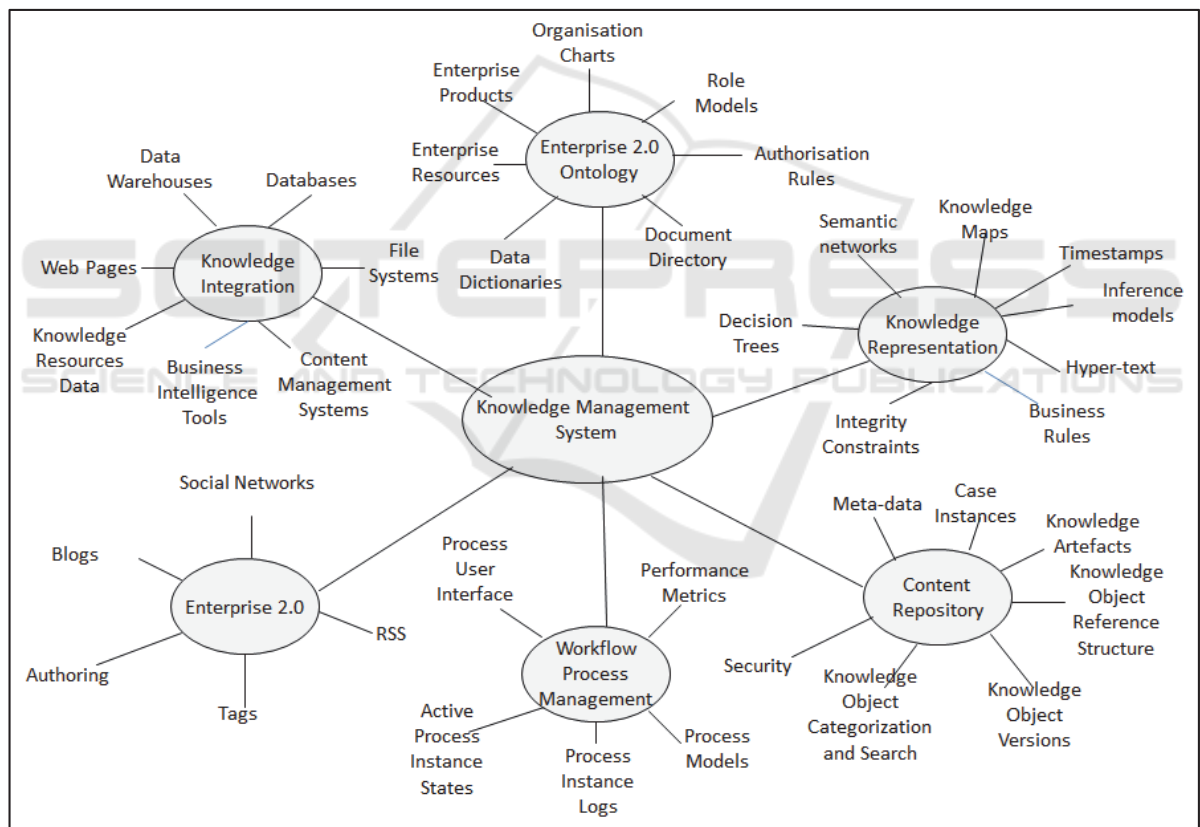 Organisation
Charts
Enterprise
Products
Role
Models
Enterprise 2.0
Ontology
Enterprise
Resources
Authorisation
Rules
Data
Dictionaries
Document
Directory
Data
Warehouses
Databases
Web Pages
Knowledge
Integration
File
Systems
Knowledge
Resources
Data
Business
Intelligence
Tools
Content
Management
Systems
Semantic
networks
Knowledge
Maps
Timestamps
Inference
models
Decision
Trees
Knowledge
Representation
Hyper-text
Integrity
Constraints
Business
Rules
SCITEPRESS
SCIENCE AND TECHNOLOGY PUBLICATIONS
Knowledge Management
System
Social Networks
Blogs
Enterprise 2.0
RSS
Authoring
Tags
Process
User
Interface
Performance
Metrics
Workflow
Process
Management
Active
Process
Instance
States
Process
Instance
Logs
Process
Models
Meta-data
Case
Instances
Knowledge
Artefacts
Content
Repository
Knowledge
Object
Reference
Structure
Security
Knowledge
Object
Categorization
and Search
Knowledge
Object
Versions